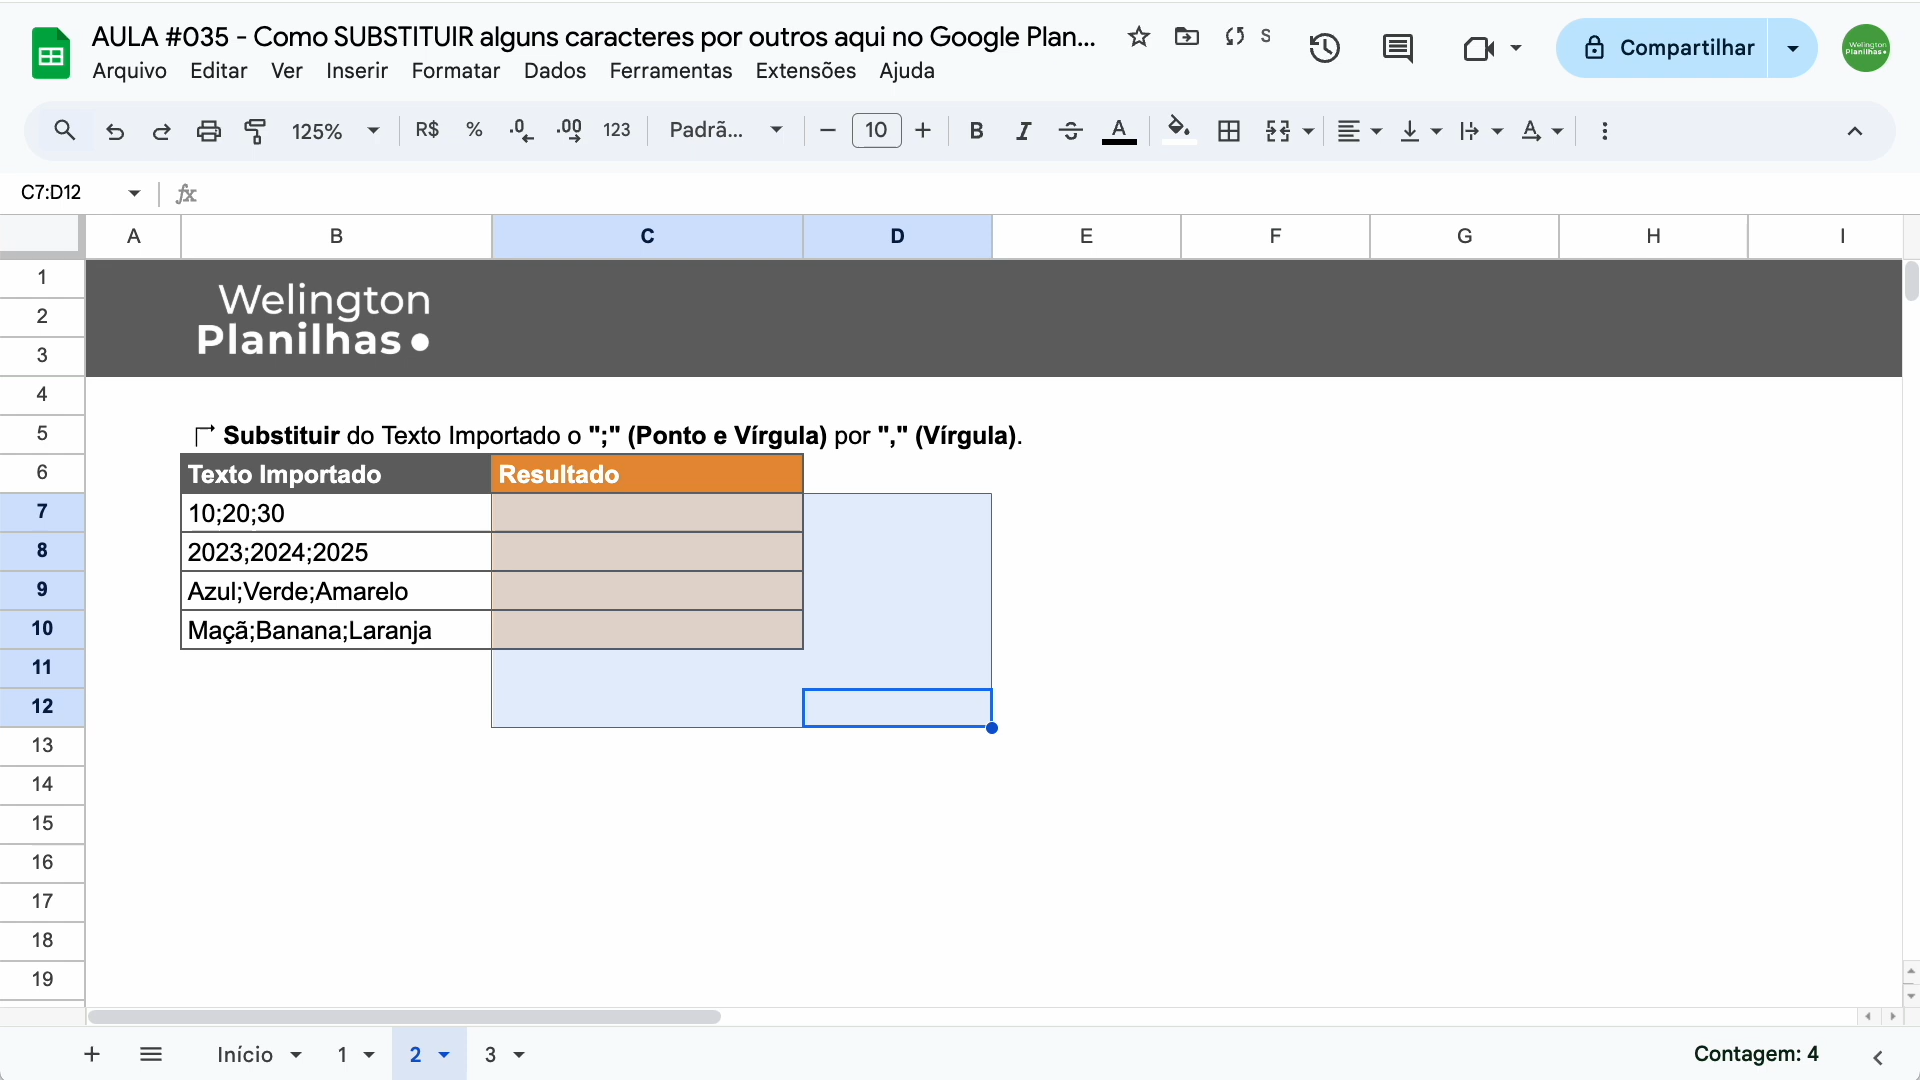 AULA #035 - Como SUBSTITUIR alguns caracteres por outros aqui no Google Plan...
S
Compartilhar
Welington
Planilhas
Arquivo Editar Ver Inserir Formatar Dados Ferramentas Extensões Ajuda
125% R$ % .0 .00 123 Padrã... 10 B I S A A
C7:D12 fx
A B C D E F G H I
1
2
3
Welington
Planilhas
4
5 Substituir do Texto Importado o ";" (Ponto e Vírgula) por "," (Vírgula).
6 Texto Importado Resultado
7 10;20;30
8 2023;2024;2025
9 Azul;Verde;Amarelo
10 Maçã;Banana;Laranja
11
12
13
14
15
16
17
18
19
Início 1 2 3 Contagem: 4